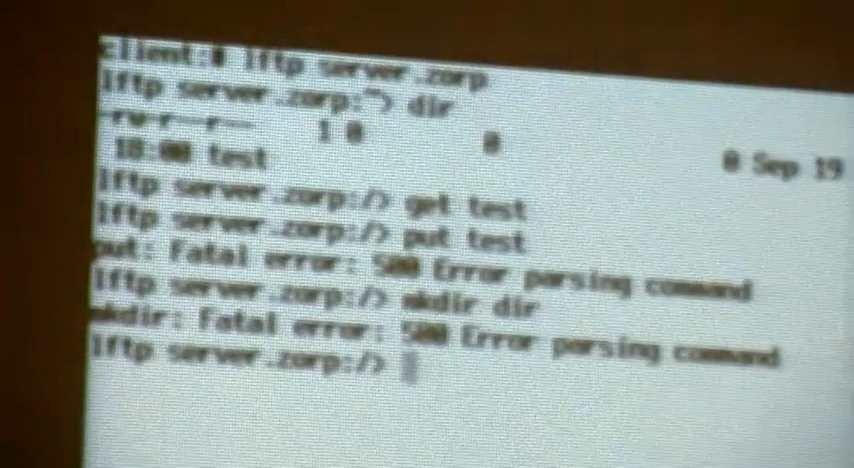 client:# lftp server.zorp
lftp server.zorp:~> dir
-rw-r--r-- 1 0 0 0 Sep 19
18:00 test
lftp server.zorp:/> get test
lftp server.zorp:/> put test
put: Fatal error: 500 Error parsing command
lftp server.zorp:/> mkdir dir
mkdir: Fatal error: 500 Error parsing command
lftp server.zorp:/>